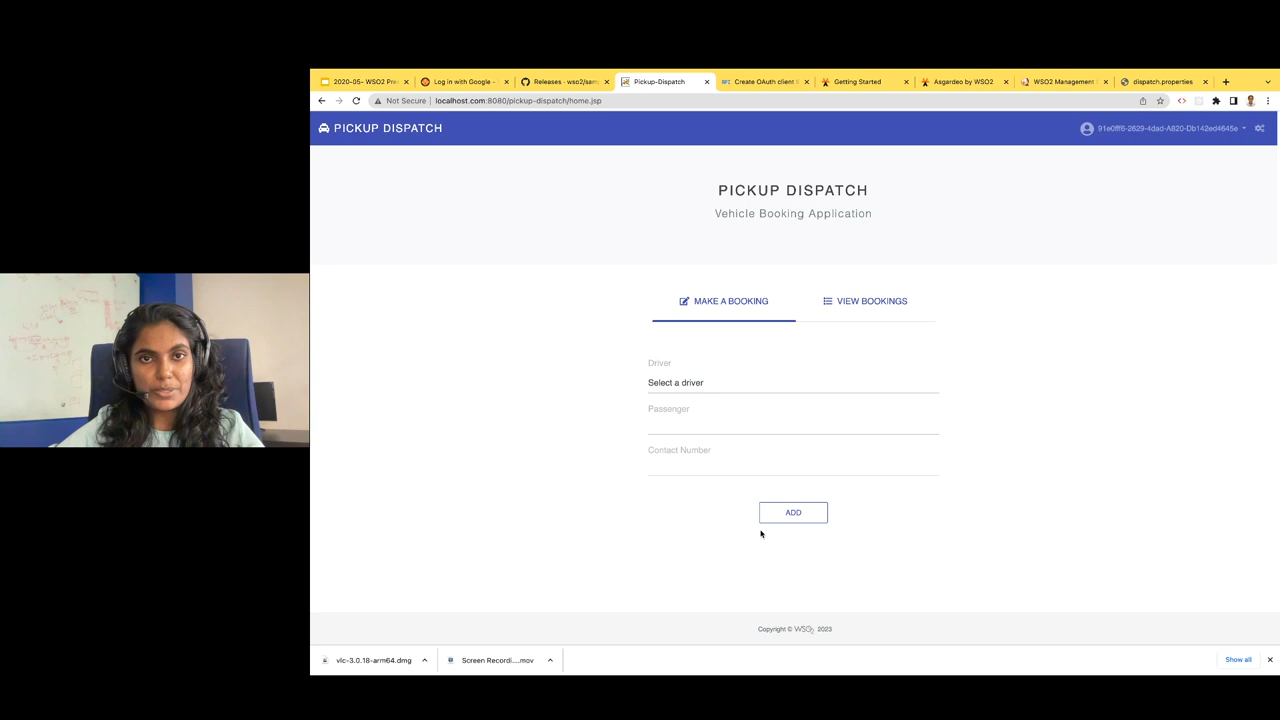 2020-05- WSO2 Pre
Log in with Google -
Releases · wso2/sam
Pickup-Dispatch
Create OAuth client
Getting Started
Asgardeo by WSO2
WSO2 Management
dispatch.properties
Not Secure | localhost.com:8080/pickup-dispatch/home.jsp
PICKUP DISPATCH
91e0ff6-2629-4dad-A820-Db142ed4645e
PICKUP DISPATCH
Vehicle Booking Application
MAKE A BOOKING
VIEW BOOKINGS
Driver
Select a driver
Passenger
Contact Number
ADD
Copyright © WSO2 2023
vlc-3.0.18-arm64.dmg
Screen Recordi....mov
Show all